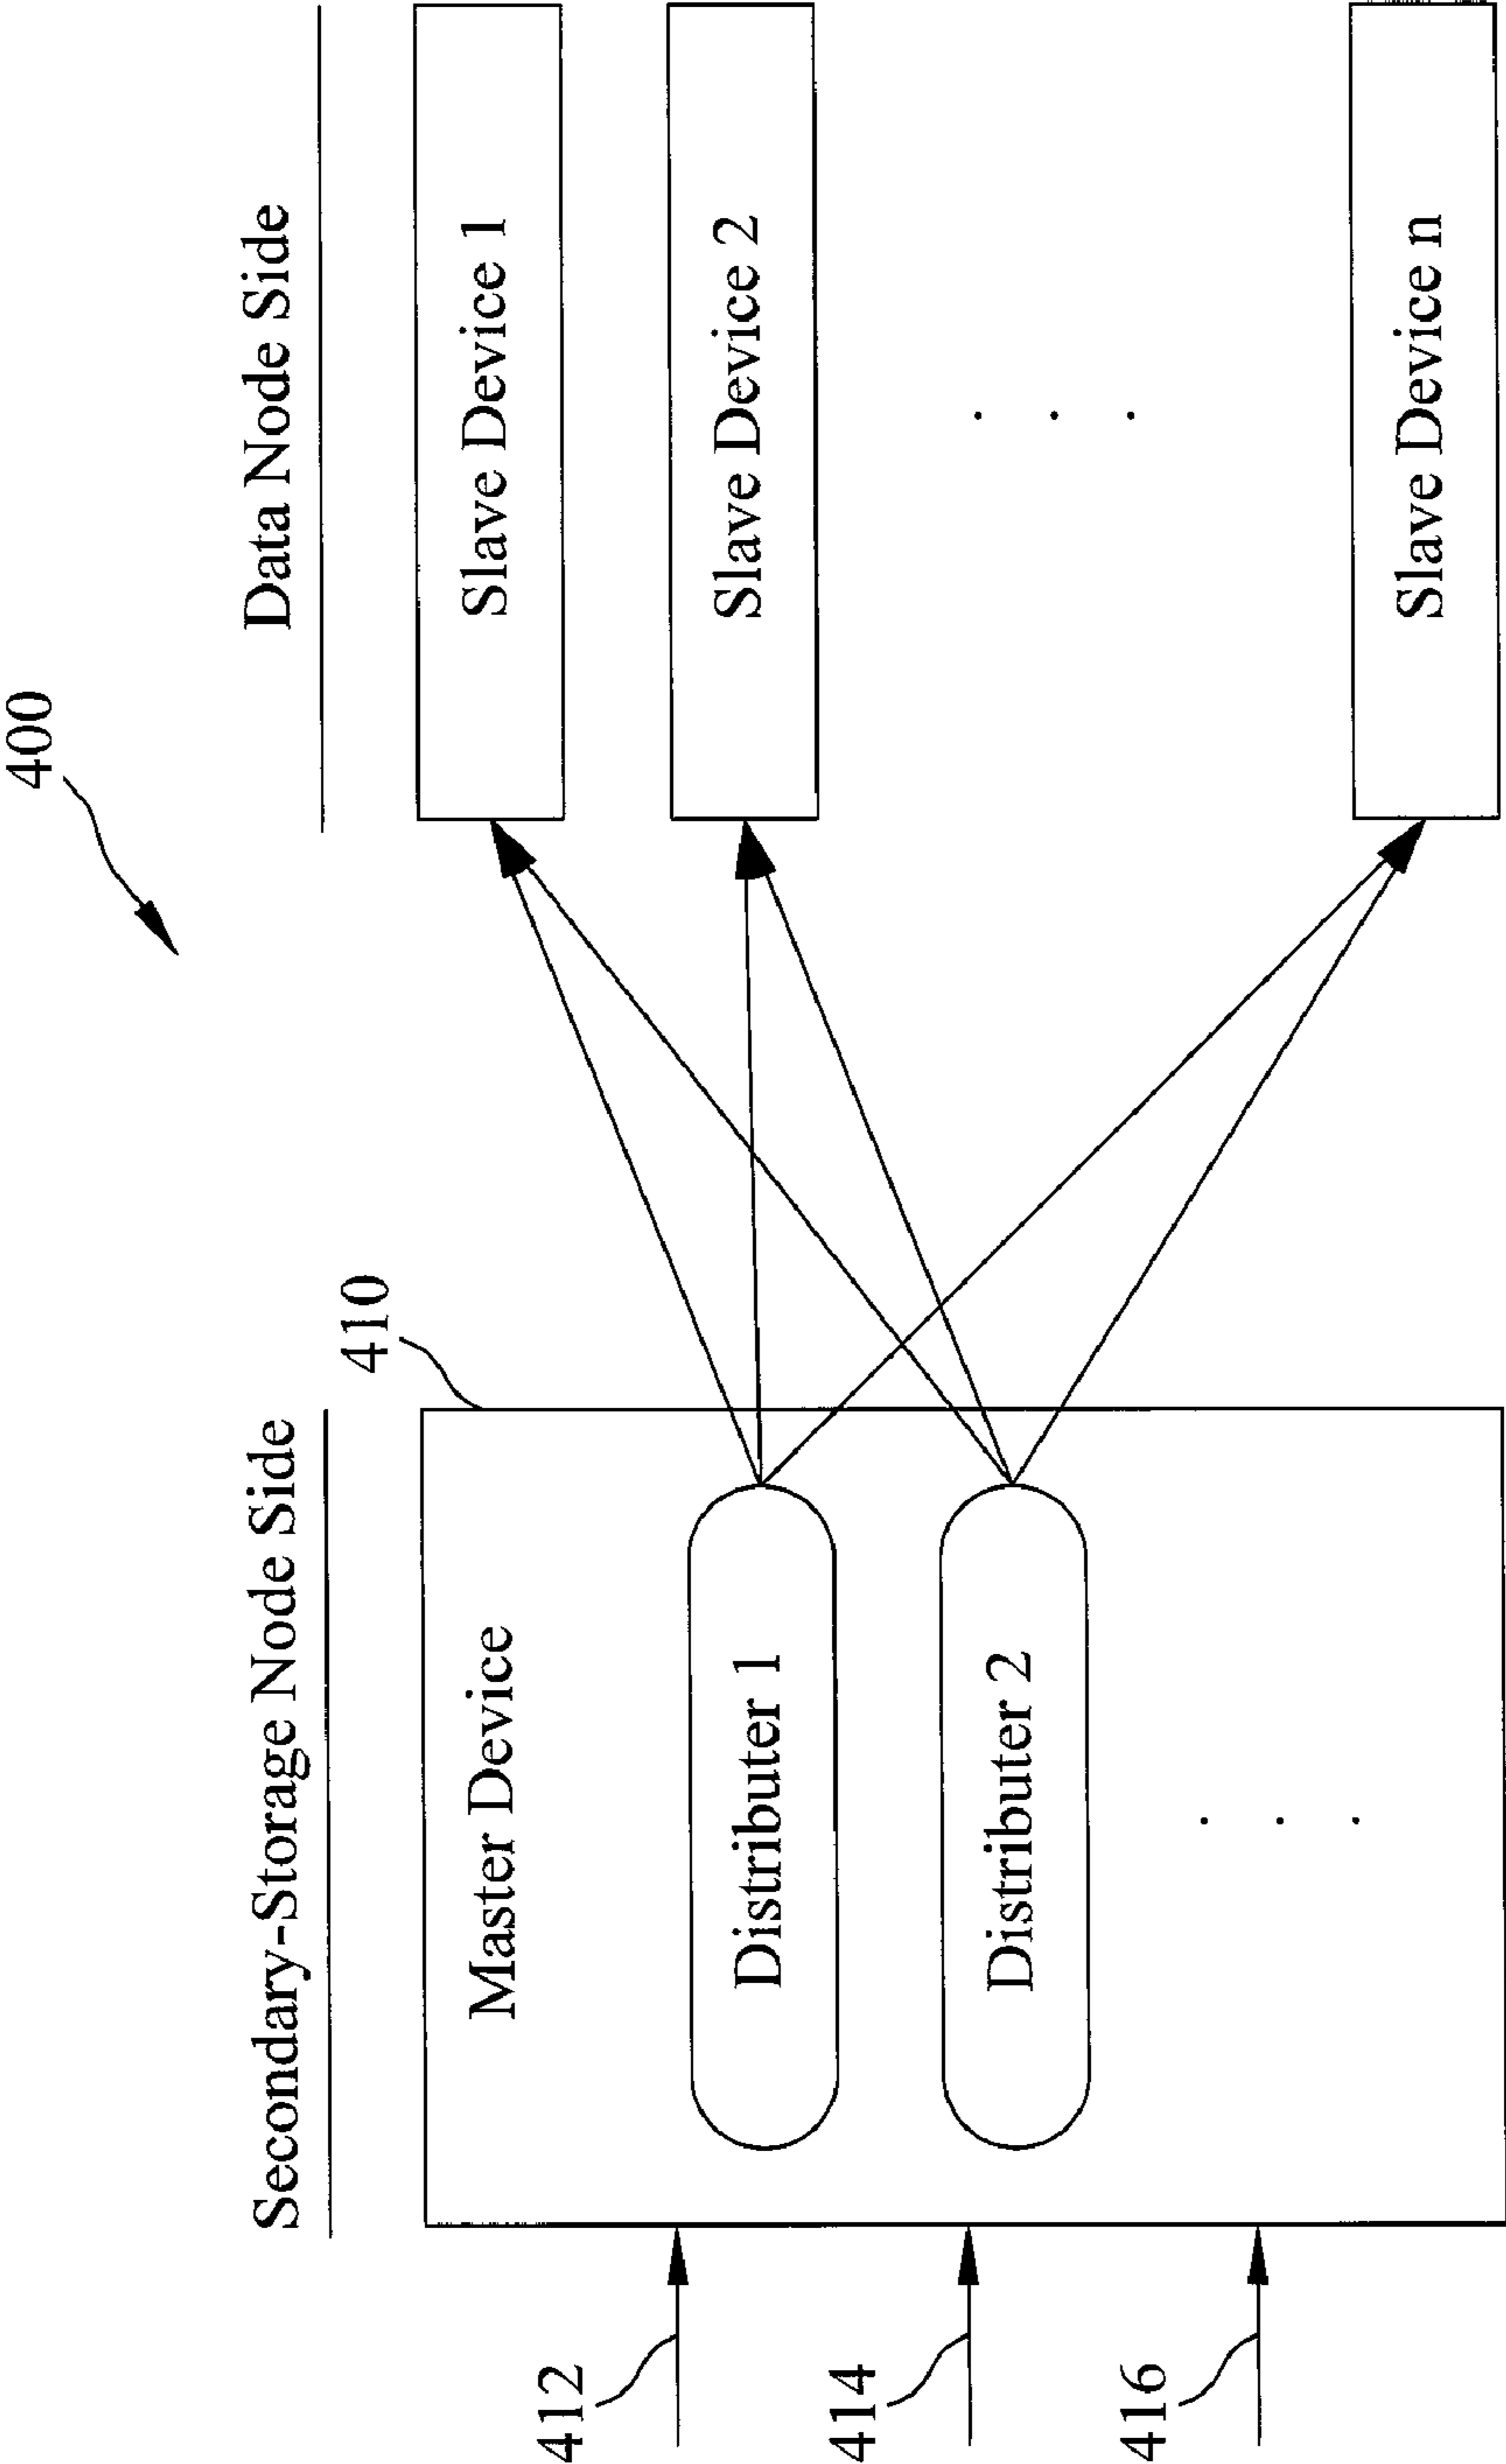 400
Secondary-Storage Node Side
Data Node Side
410
Master Device
Distributer 1
Distributer 2
. . .
412
414
416
Slave Device 1
Slave Device 2
. . .
Slave Device n